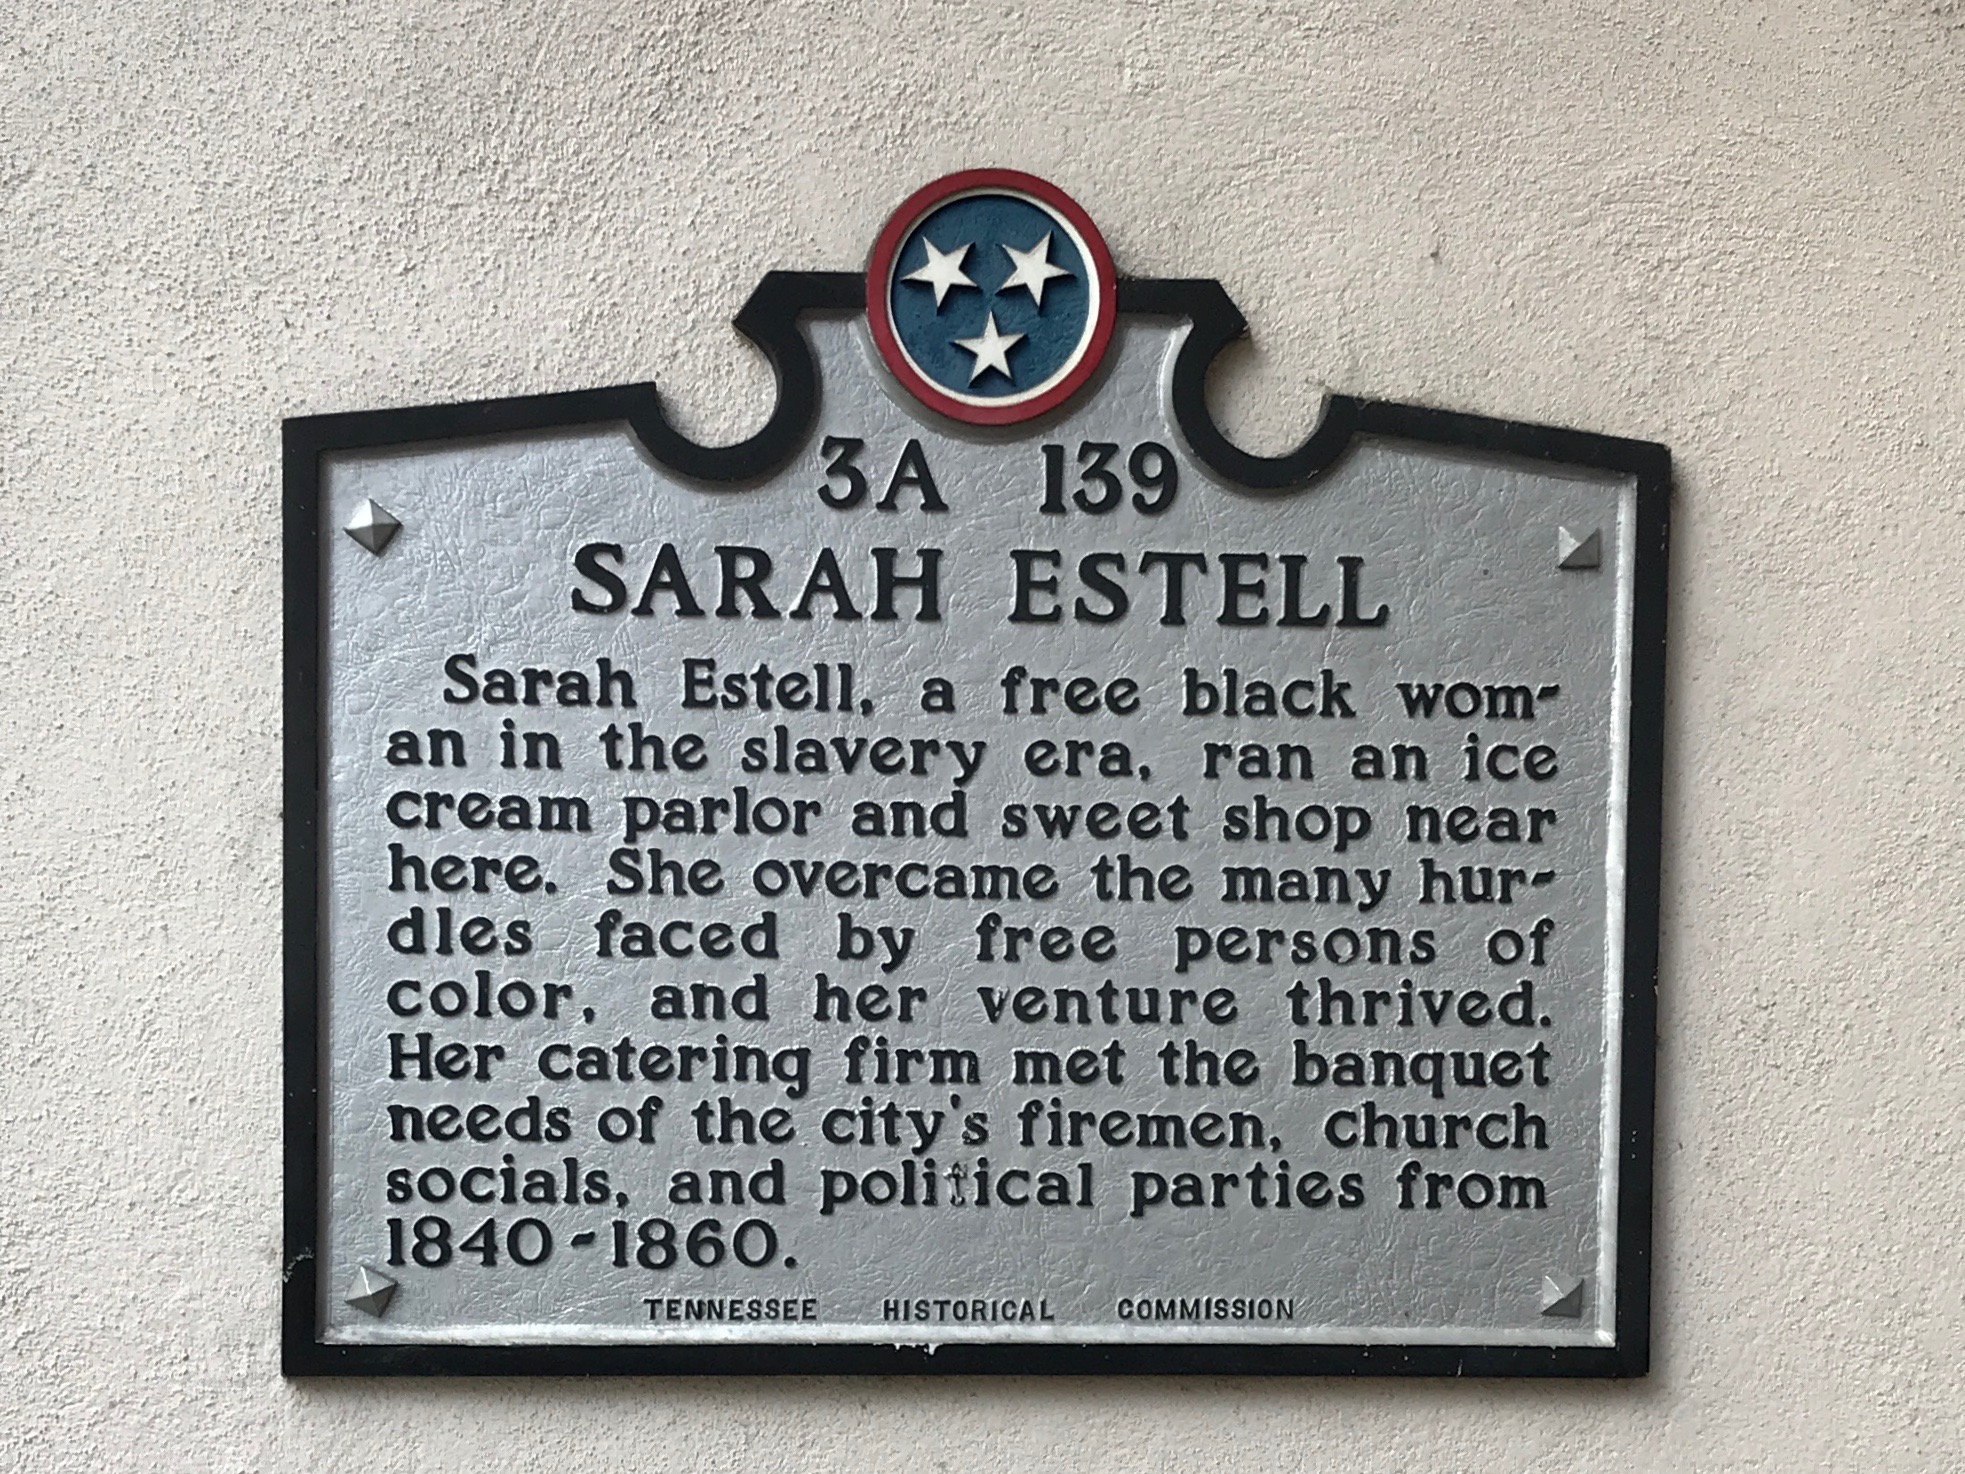 3A 139
SARAH ESTELL
Sarah Estell, a free black wom-
an in the slavery era, ran an ice
cream parlor and sweet shop near
here. She overcame the many hur-
dles faced by free persons of
color, and her venture thrived.
Her catering firm met the banquet
needs of the city's firemen, church
socials, and political parties from
1840-1860.
TENNESSEE HISTORICAL COMMISSION